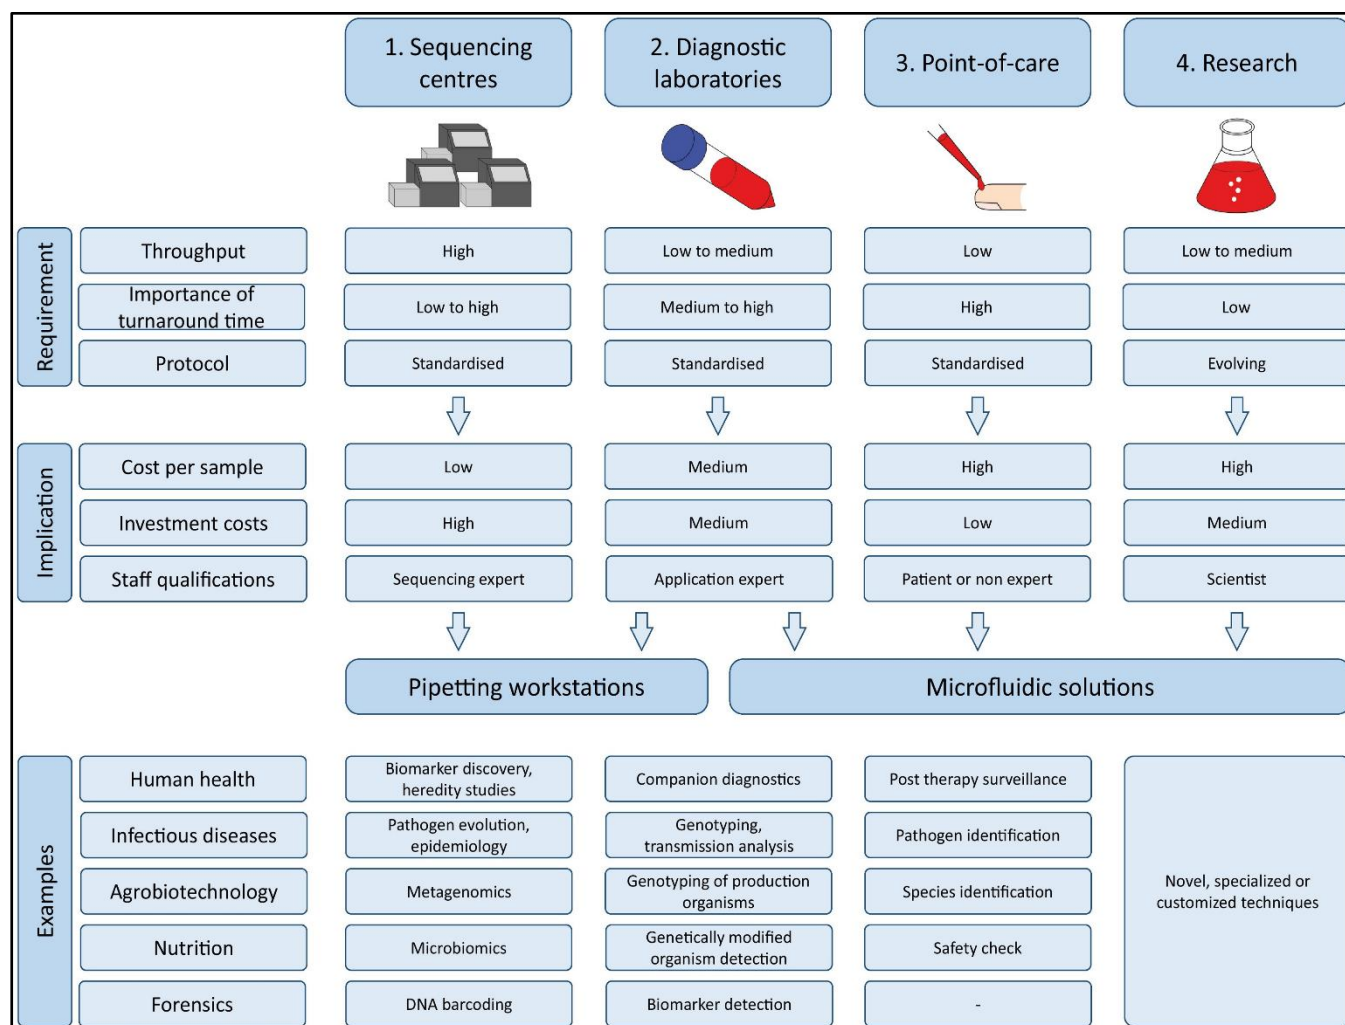 1. Sequencing
centres
2. Diagnostic
laboratories
3. Point-of-care
4. Research
Requirement
Throughput
High
Low to medium
Low
Low to medium
Importance of
turnaround time
Low to high
Medium to high
High
Low
Protocol
Standardised
Standardised
Standardised
Evolving
Implication
Cost per sample
Low
Medium
High
High
Investment costs
High
Medium
Low
Medium
Staff qualifications
Sequencing expert
Application expert
Patient or non expert
Scientist
Pipetting workstations
Microfluidic solutions
Examples
Human health
Biomarker discovery,
heredity studies
Companion diagnostics
Post therapy surveillance
Infectious diseases
Pathogen evolution,
epidemiology
Genotyping,
transmission analysis
Pathogen identification
Agrobiotechnology
Metagenomics
Genotyping of production
organisms
Species identification
Novel, specialized or
customized techniques
Nutrition
Microbiomics
Genetically modified
organism detection
Safety check
Forensics
DNA barcoding
Biomarker detection
-